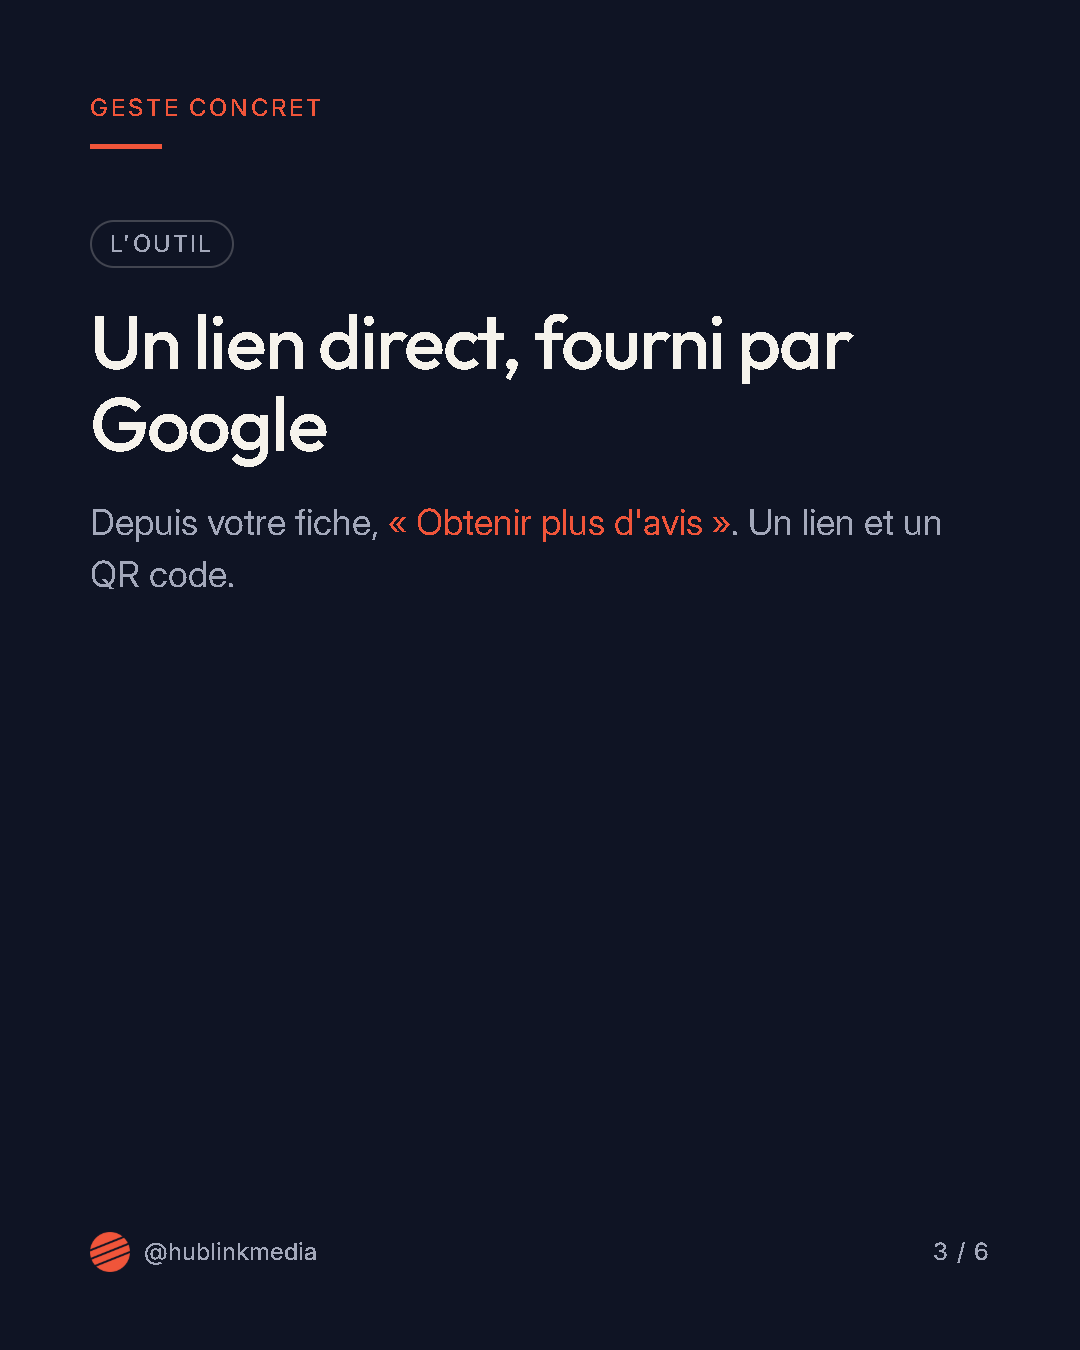 GESTE CONCRET
L'OUTIL
Un lien direct, fourni par
Google
Depuis votre fiche, « Obtenir plus d'avis ». Un lien et un
QR code.
@hublinkmedia
3 / 6